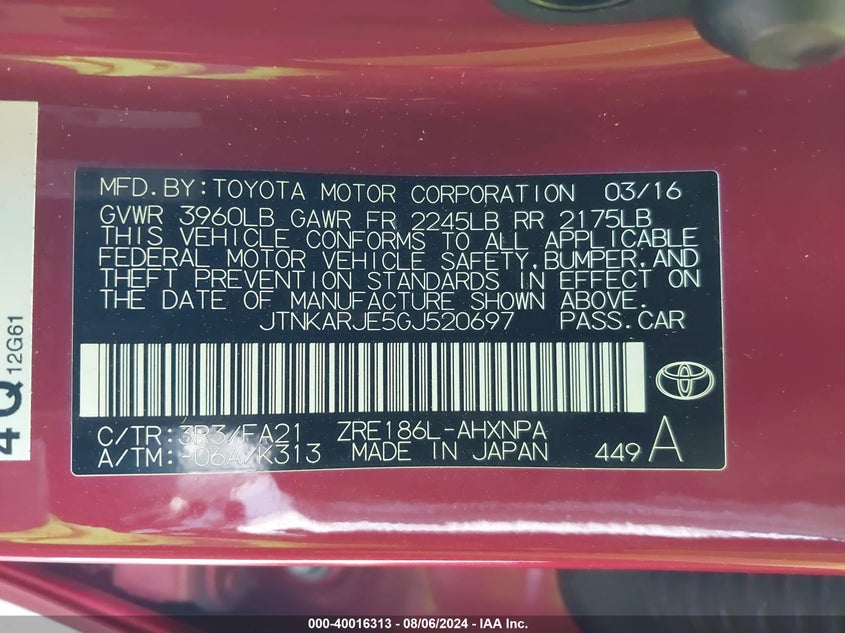 MFD.BY:TOYOTA MOTOR CORPORATION 03/16
GVWR 3960LB GAWR FR 2245LB RR 2175LB
THIS VEHICLE CONFORMS TO ALL APPLICABLE
FEDERAL MOTOR VEHICLE SAFETY,BUMPER,AND
THEFT PREVENTION STANDARDS IN EFFECT ON
THE DATE OF MANUFACTURE SHOWN ABOVE.
JTNKARJE5GJ520697 PASS.CAR
C/TR:3R3/FA21 ZRE186L-AHXNPA
A/TM:-06A/K313 MADE IN JAPAN 449 A
4Q 12G61
000-40016313 - 08/06/2024 - IAA Inc.